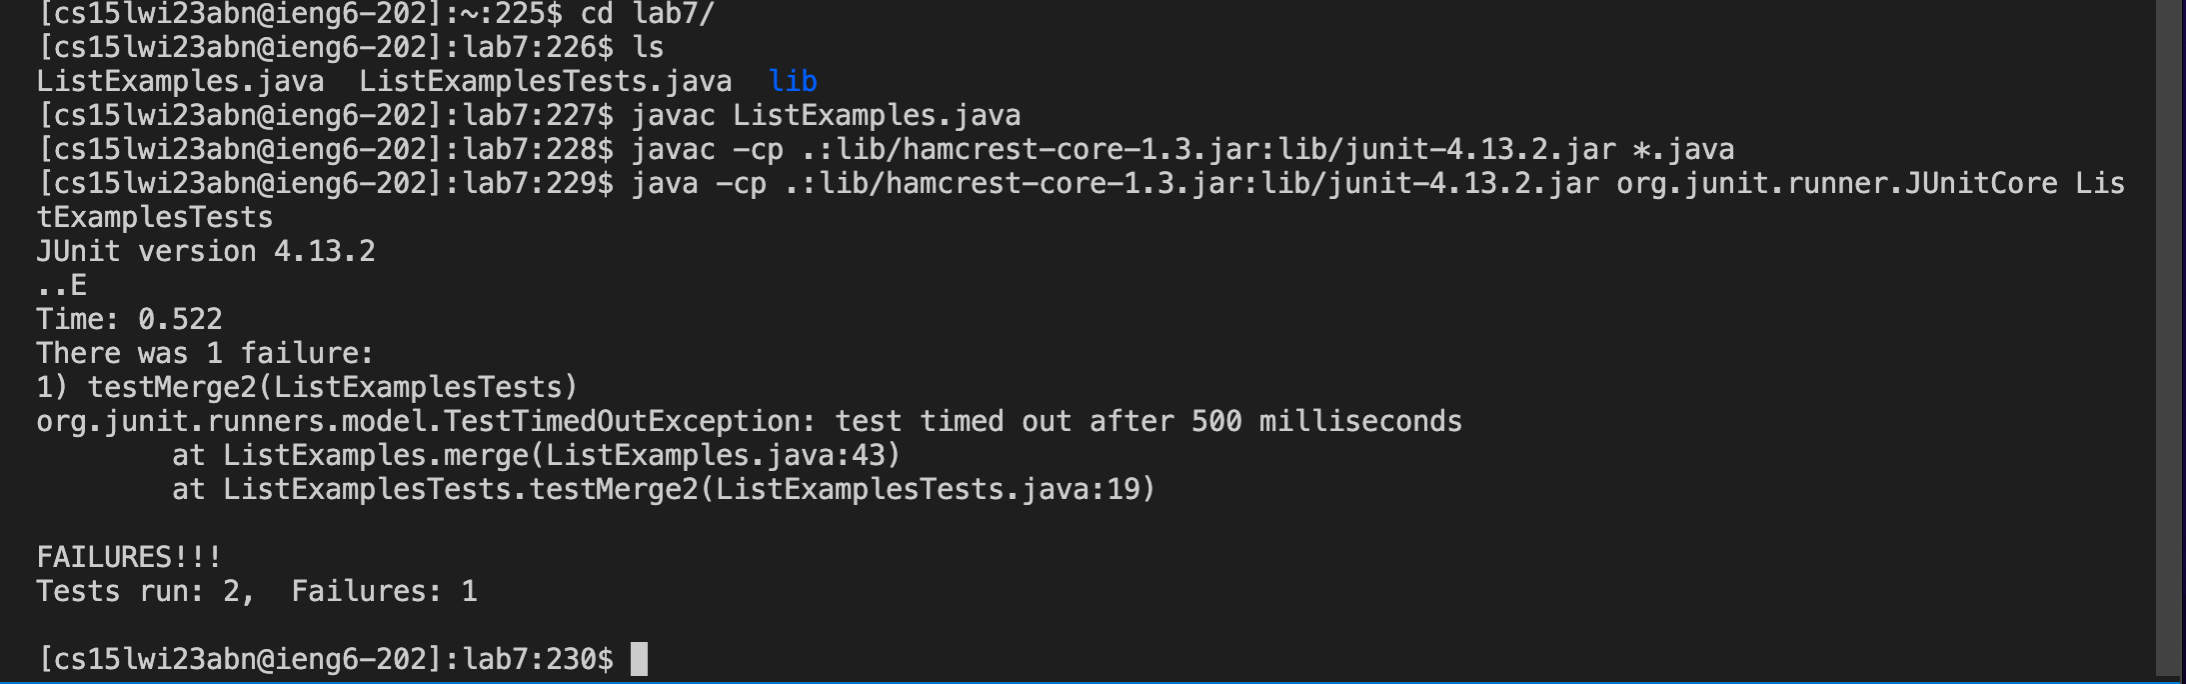 [cs15lwi23abn@ieng6-202]:~:225$ cd lab7/
[cs15lwi23abn@ieng6-202]:lab7:226$ ls
ListExamples.java  ListExamplesTests.java  lib
[cs15lwi23abn@ieng6-202]:lab7:227$ javac ListExamples.java
[cs15lwi23abn@ieng6-202]:lab7:228$ javac -cp .:lib/hamcrest-core-1.3.jar:lib/junit-4.13.2.jar *.java
[cs15lwi23abn@ieng6-202]:lab7:229$ java -cp .:lib/hamcrest-core-1.3.jar:lib/junit-4.13.2.jar org.junit.runner.JUnitCore Lis
tExamplesTests
JUnit version 4.13.2
..E
Time: 0.522
There was 1 failure:
1) testMerge2(ListExamplesTests)
org.junit.runners.model.TestTimedOutException: test timed out after 500 milliseconds
        at ListExamples.merge(ListExamples.java:43)
        at ListExamplesTests.testMerge2(ListExamplesTests.java:19)
FAILURES!!!
Tests run: 2,  Failures: 1
[cs15lwi23abn@ieng6-202]:lab7:230$